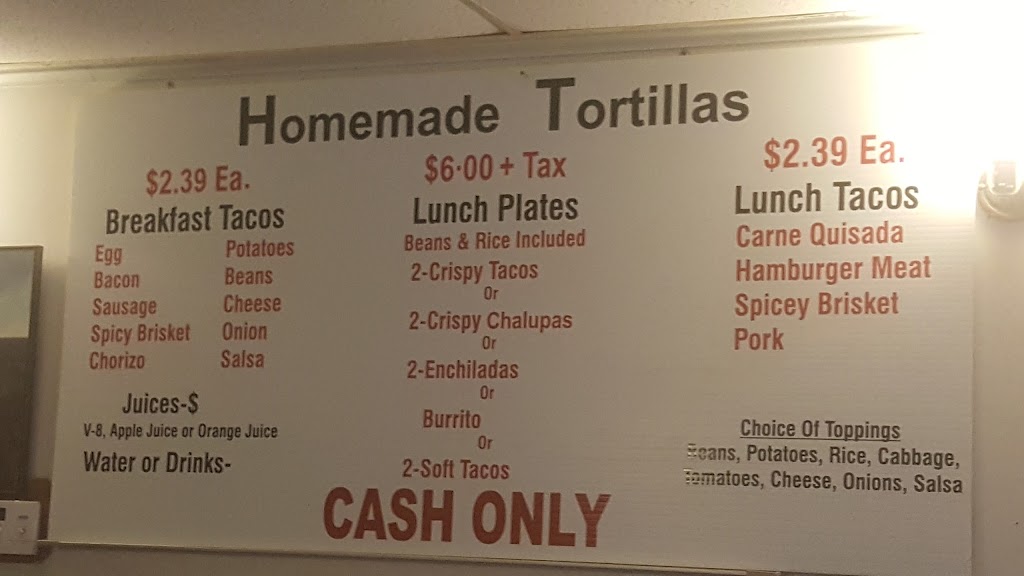 Homemade Tortillas
$2.39 Ea.
Breakfast Tacos
Egg Potatoes
Bacon Beans
Sausage Cheese
Spicy Brisket Onion
Chorizo Salsa
Juices-$
V-8, Apple Juice or Orange Juice
Water or Drinks-
$6.00 + Tax
Lunch Plates
Beans & Rice Included
2-Crispy Tacos
Or
2-Crispy Chalupas
Or
2-Enchiladas
Or
Burrito
Or
2-Soft Tacos
$2.39 Ea.
Lunch Tacos
Carne Quisada
Hamburger Meat
Spicey Brisket
Pork
Choice Of Toppings
Beans, Potatoes, Rice, Cabbage,
Tomatoes, Cheese, Onions, Salsa
CASH ONLY